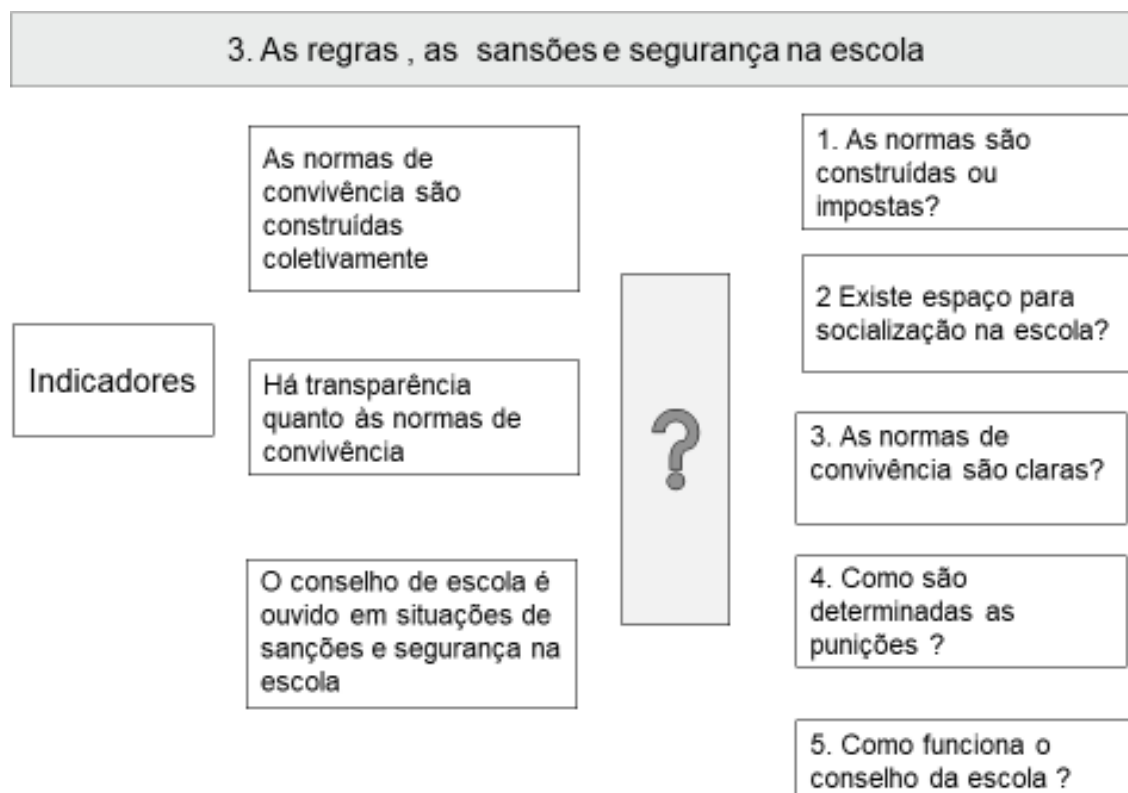 3. As regras , as sansões e segurança na escola
Indicadores
As normas de
convivência são
construídas
coletivamente
Há transparência
quanto às normas de
convivência
O conselho de escola é
ouvido em situações de
sanções e segurança na
escola
?
1. As normas são
construídas ou
impostas?
2 Existe espaço para
socialização na escola?
3. As normas de
convivência são claras?
4. Como são
determinadas as
punições ?
5. Como funciona o
conselho da escola ?